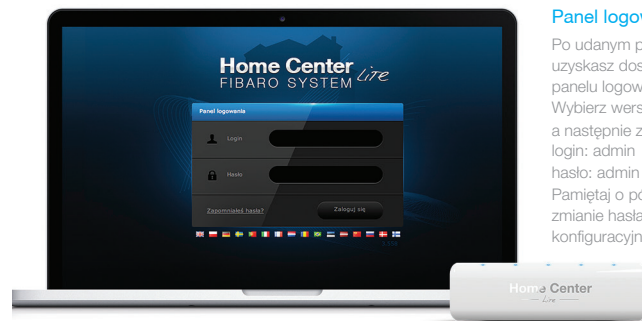 Home Center Lite
FIBARO SYSTEM
Panel logowania
Login
Hasło
Zapomniałeś hasła?
Zaloguj się
Panel logow
Po udanym p
uzyskasz dos
panelu logow
Wybierz wers
a następnie z
login: admin
hasło: admin
Pamiętaj o pó
zmianie hasła
konfiguracyjn
Home Center
Lite